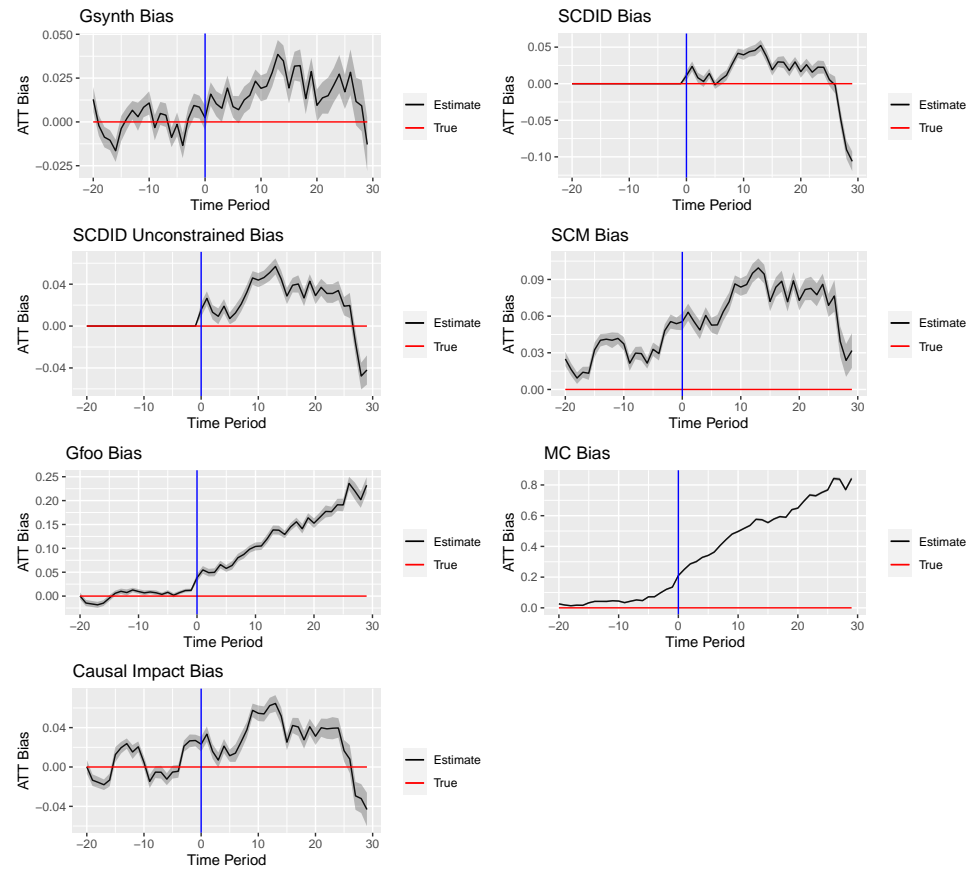 Gsynth Bias
ATT Bias
0.050
0.025
0.000
−0.025
−20 −10 0 10 20 30
Time Period
Estimate
True
SCDID Bias
ATT Bias
0.05
0.00
−0.05
−0.10
−20 −10 0 10 20 30
Time Period
Estimate
True
SCDID Unconstrained Bias
ATT Bias
0.04
0.00
−0.04
−20 −10 0 10 20 30
Time Period
Estimate
True
SCM Bias
ATT Bias
0.09
0.06
0.03
0.00
−20 −10 0 10 20 30
Time Period
Estimate
True
Gfoo Bias
ATT Bias
0.25
0.20
0.15
0.10
0.05
0.00
−20 −10 0 10 20 30
Time Period
Estimate
True
MC Bias
ATT Bias
0.8
0.6
0.4
0.2
0.0
−20 −10 0 10 20 30
Time Period
Estimate
True
Causal Impact Bias
ATT Bias
0.04
0.00
−0.04
−20 −10 0 10 20 30
Time Period
Estimate
True